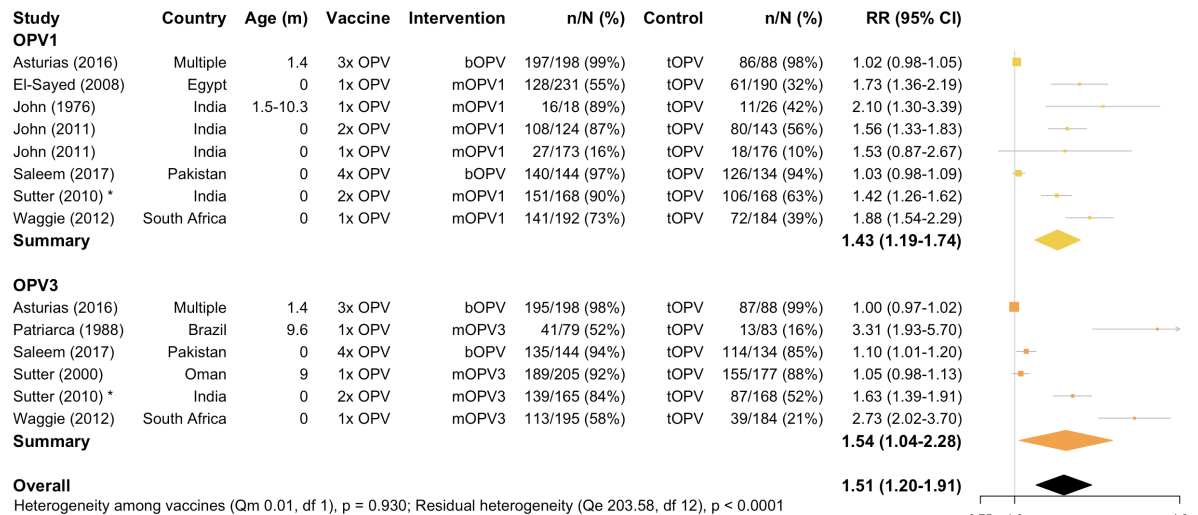 Study Country Age (m) Vaccine Intervention n/N (%) Control n/N (%) RR (95% CI)
OPV1
Asturias (2016) Multiple 1.4 3x OPV bOPV 197/198 (99%) tOPV 86/88 (98%) 1.02 (0.98-1.05)
El-Sayed (2008) Egypt 0 1x OPV mOPV1 128/231 (55%) tOPV 61/190 (32%) 1.73 (1.36-2.19)
John (1976) India 1.5-10.3 1x OPV mOPV1 16/18 (89%) tOPV 11/26 (42%) 2.10 (1.30-3.39)
John (2011) India 0 2x OPV mOPV1 108/124 (87%) tOPV 80/143 (56%) 1.56 (1.33-1.83)
John (2011) India 0 1x OPV mOPV1 27/173 (16%) tOPV 18/176 (10%) 1.53 (0.87-2.67)
Saleem (2017) Pakistan 0 4x OPV bOPV 140/144 (97%) tOPV 126/134 (94%) 1.03 (0.98-1.09)
Sutter (2010) * India 0 2x OPV mOPV1 151/168 (90%) tOPV 106/168 (63%) 1.42 (1.26-1.62)
Waggie (2012) South Africa 0 1x OPV mOPV1 141/192 (73%) tOPV 72/184 (39%) 1.88 (1.54-2.29)
Summary 1.43 (1.19-1.74)
OPV3
Asturias (2016) Multiple 1.4 3x OPV bOPV 195/198 (98%) tOPV 87/88 (99%) 1.00 (0.97-1.02)
Patriarca (1988) Brazil 9.6 1x OPV mOPV3 41/79 (52%) tOPV 13/83 (16%) 3.31 (1.93-5.70)
Saleem (2017) Pakistan 0 4x OPV bOPV 135/144 (94%) tOPV 114/134 (85%) 1.10 (1.01-1.20)
Sutter (2000) Oman 9 1x OPV mOPV3 189/205 (92%) tOPV 155/177 (88%) 1.05 (0.98-1.13)
Sutter (2010) * India 0 2x OPV mOPV3 139/165 (84%) tOPV 87/168 (52%) 1.63 (1.39-1.91)
Waggie (2012) South Africa 0 1x OPV mOPV3 113/195 (58%) tOPV 39/184 (21%) 2.73 (2.02-3.70)
Summary 1.54 (1.04-2.28)
Overall 1.51 (1.20-1.91)
Heterogeneity among vaccines (Qm 0.01, df 1), p = 0.930; Residual heterogeneity (Qe 203.58, df 12), p < 0.0001